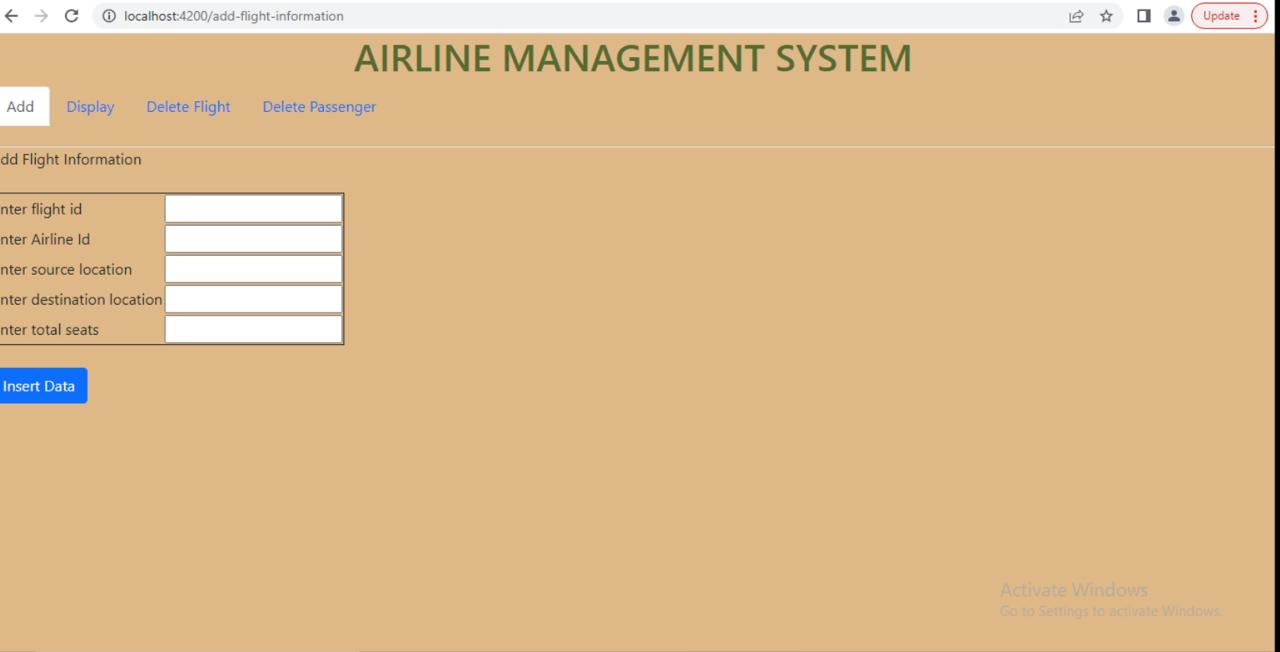 localhost:4200/add-flight-information
Update
AIRLINE MANAGEMENT SYSTEM
Add Display Delete Flight Delete Passenger
dd Flight Information
nter flight id
nter Airline Id
nter source location
nter destination location
nter total seats
Insert Data
Activate Windows
Go to Settings to activate Windows.